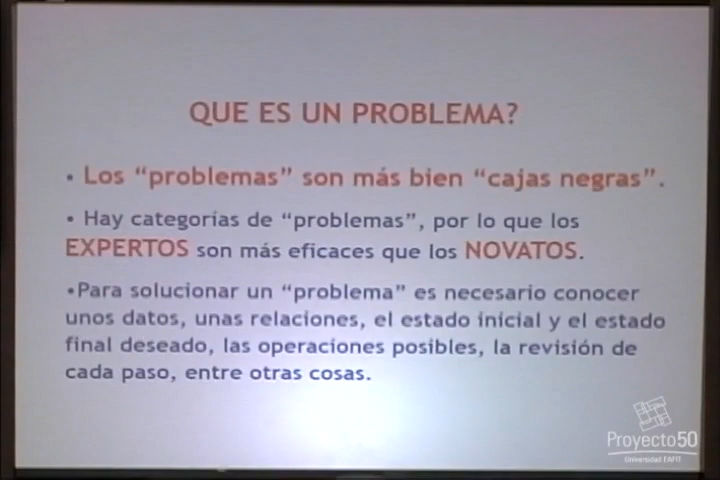 QUE ES UN PROBLEMA?
• Los “problemas” son más bien “cajas negras”.
• Hay categorías de “problemas”, por lo que los
EXPERTOS son más eficaces que los NOVATOS.
•Para solucionar un “problema” es necesario conocer
unos datos, unas relaciones, el estado inicial y el estado
final deseado, las operaciones posibles, la revisión de
cada paso, entre otras cosas.
Proyecto50
Universidad EAFIT